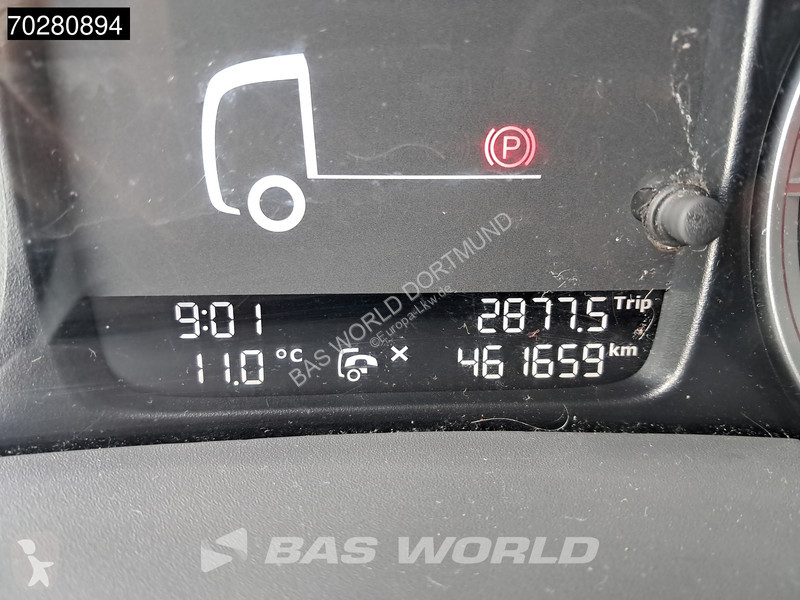 70280894
P
9:01 2877.5 Trip
11.0 °C × 461659 km
BAS WORLD DORTMUND
©Europa-Lkw.de
BAS WORLD